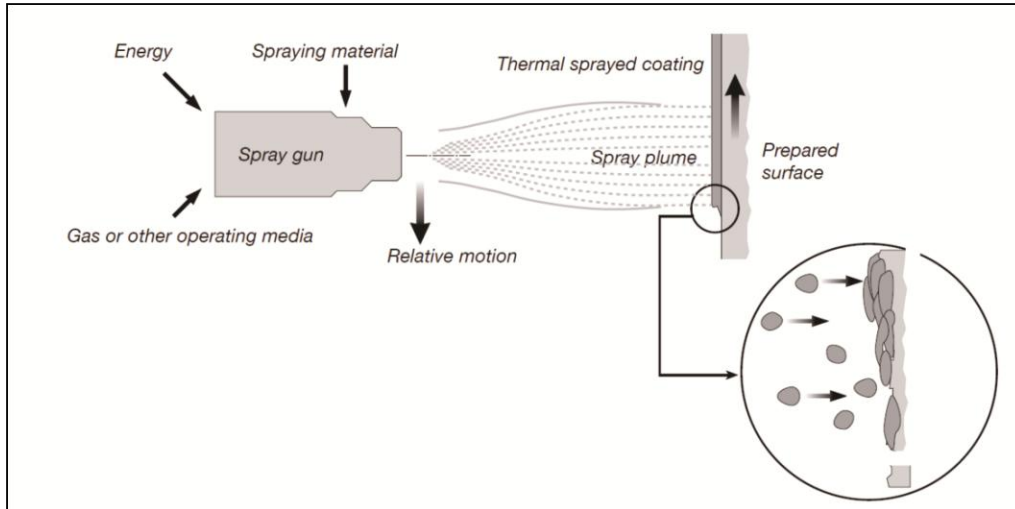 Energy
Spraying material
Thermal sprayed coating
Spray gun
Spray plume
Prepared
surface
Gas or other operating media
Relative motion